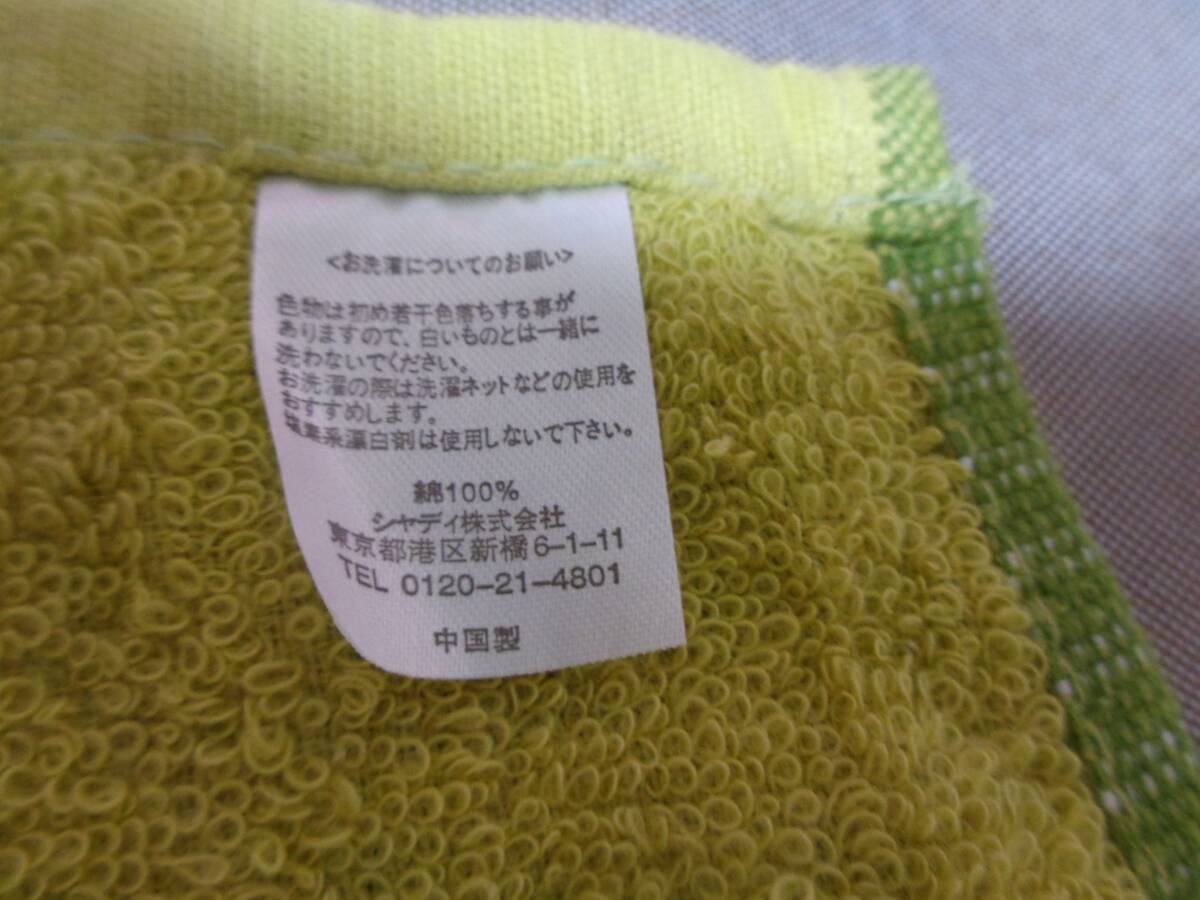 <お洗濯についてのお願い>
色物は初め若干色落ちする事が
ありますので、白いものとは一緒に
洗わないでください。
お洗濯の際は洗濯ネットなどの使用を
おすすめします。
塩素系漂白剤は使用しないで下さい。
綿100%
シャディ株式会社
東京都港区新橋6-1-11
TEL 0120-21-4801
中国製